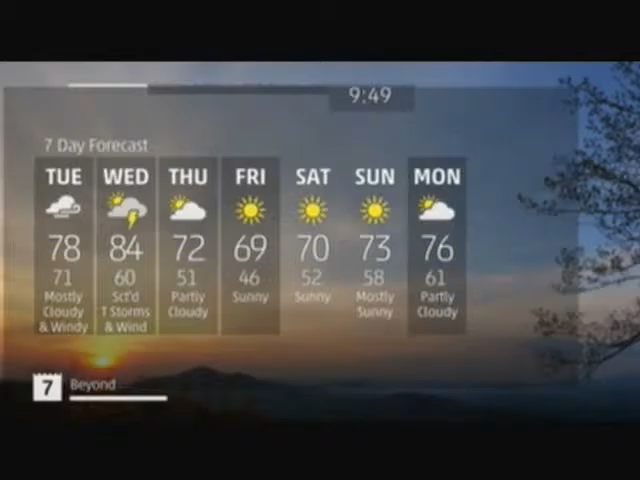 9:49
7 Day Forecast
TUE WED THU FRI SAT SUN MON
78 84 72 69 70 73 76
71 60 51 46 52 58 61
Mostly Sct'd Partly Sunny Sunny Mostly Partly
Cloudy T Storms Cloudy Sunny Cloudy
& Windy & Wind
7 Beyond